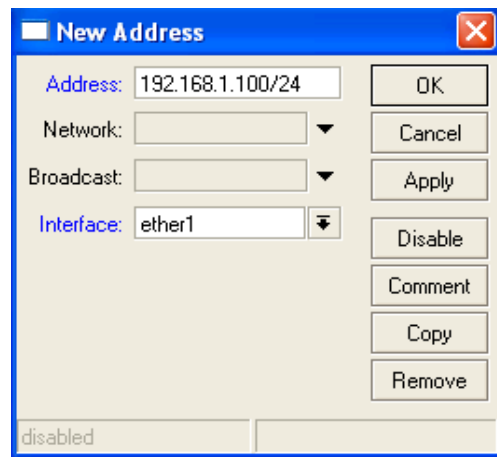 New Address
Address: 192.168.1.100/24
OK
Network:
Cancel
Broadcast:
Apply
Interface: ether1
Disable
Comment
Copy
Remove
disabled